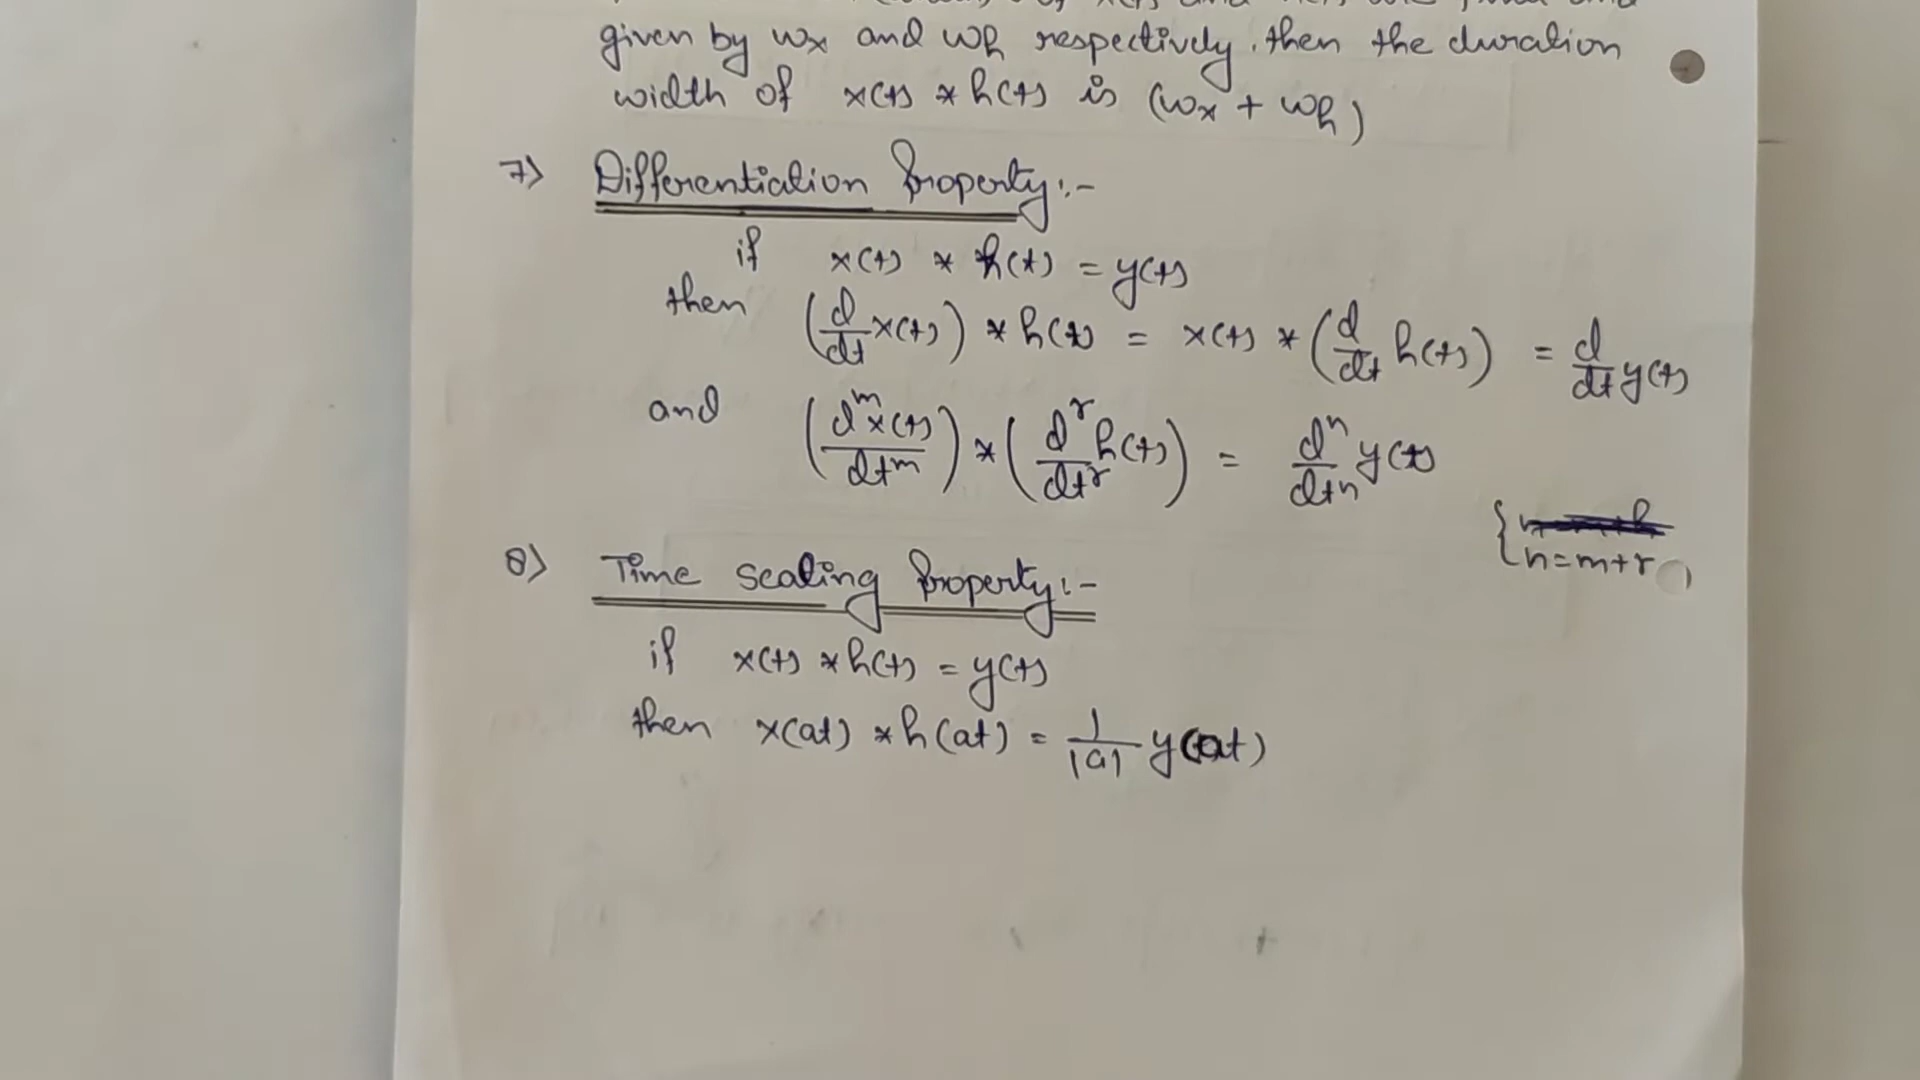 given by wx and wh respectively, then the duration
width of x(t) * h(t) is (wx + wh)
7) Differentiation Property:-
if x(t) * h(t) = y(t)
then (d/dt x(t)) * h(t) = x(t) * (d/dt h(t)) = d/dt y(t)
and (d^m x(t)/dt^m) * (d^r/dt^r h(t)) = d^n/dt^n y(t)
{n=m+r
8) Time scaling Property:-
if x(t) * h(t) = y(t)
then x(at) * h(at) = 1/|a| y(at)